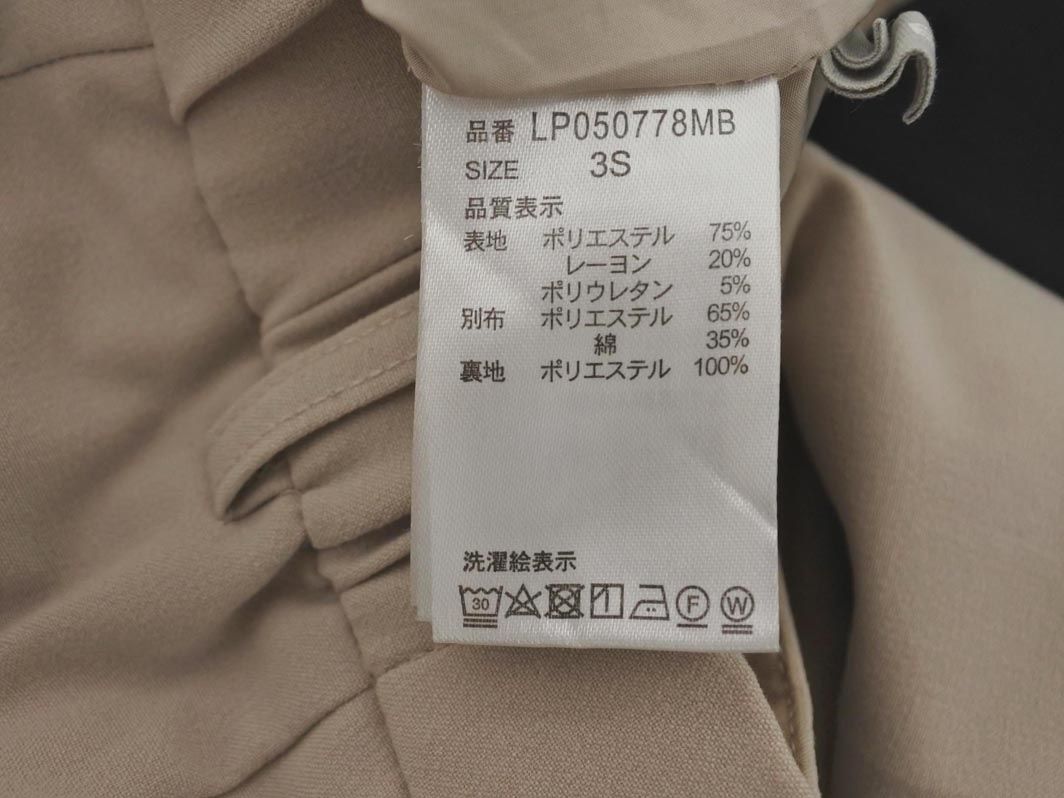 品番 LP050778MB
SIZE 3S
品質表示
表地 ポリエステル 75%
レーヨン 20%
ポリウレタン 5%
別布 ポリエステル 65%
綿 35%
裏地 ポリエステル 100%
洗濯絵表示
30 F W